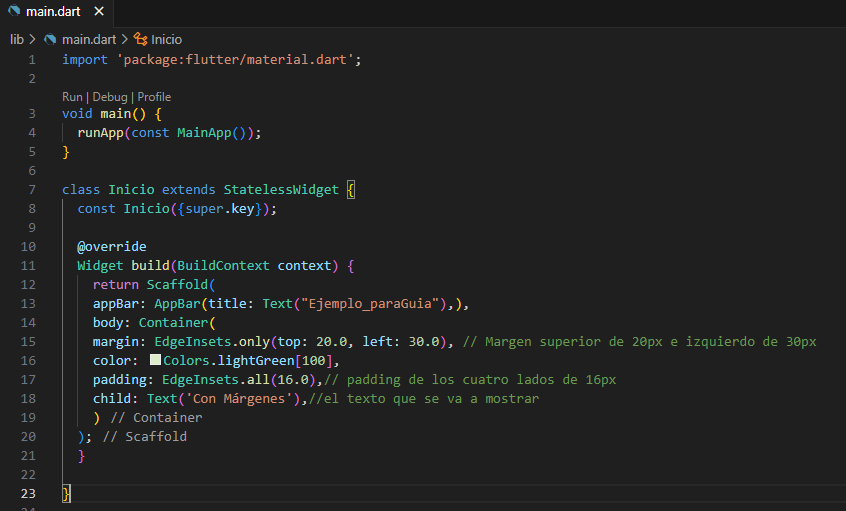 main.dart ×
lib > main.dart > Inicio
1 import 'package:flutter/material.dart';
2
Run | Debug | Profile
3 void main() {
4   runApp(const MainApp());
5 }
6
7 class Inicio extends StatelessWidget {
8   const Inicio({super.key});
9
10   @override
11   Widget build(BuildContext context) {
12     return Scaffold(
13     appBar: AppBar(title: Text("Ejemplo_paraGuia"),),
14     body: Container(
15     margin: EdgeInsets.only(top: 20.0, left: 30.0), // Margen superior de 20px e izquierdo de 30px
16     color: Colors.lightGreen[100],
17     padding: EdgeInsets.all(16.0),// padding de los cuatro lados de 16px
18     child: Text('Con Márgenes'),//el texto que se va a mostrar
19     ) // Container
20   ); // Scaffold
21   }
22
23 }
24